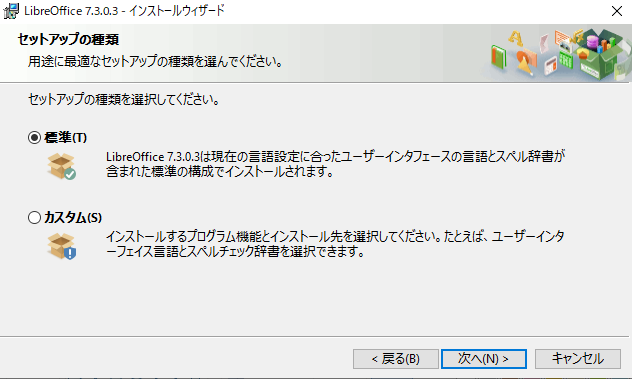 LibreOffice 7.3.0.3 - インストールウィザード
セットアップの種類
用途に最適なセットアップの種類を選んでください。
セットアップの種類を選択してください。
標準(T)
LibreOffice 7.3.0.3は現在の言語設定に合ったユーザーインタフェースの言語とスペル辞書が
含まれた標準の構成でインストールされます。
カスタム(S)
インストールするプログラム機能とインストール先を選択してください。たとえば、ユーザーインタ
ーフェイス言語とスペルチェック辞書を選択できます。
< 戻る(B)
次へ(N) >
キャンセル